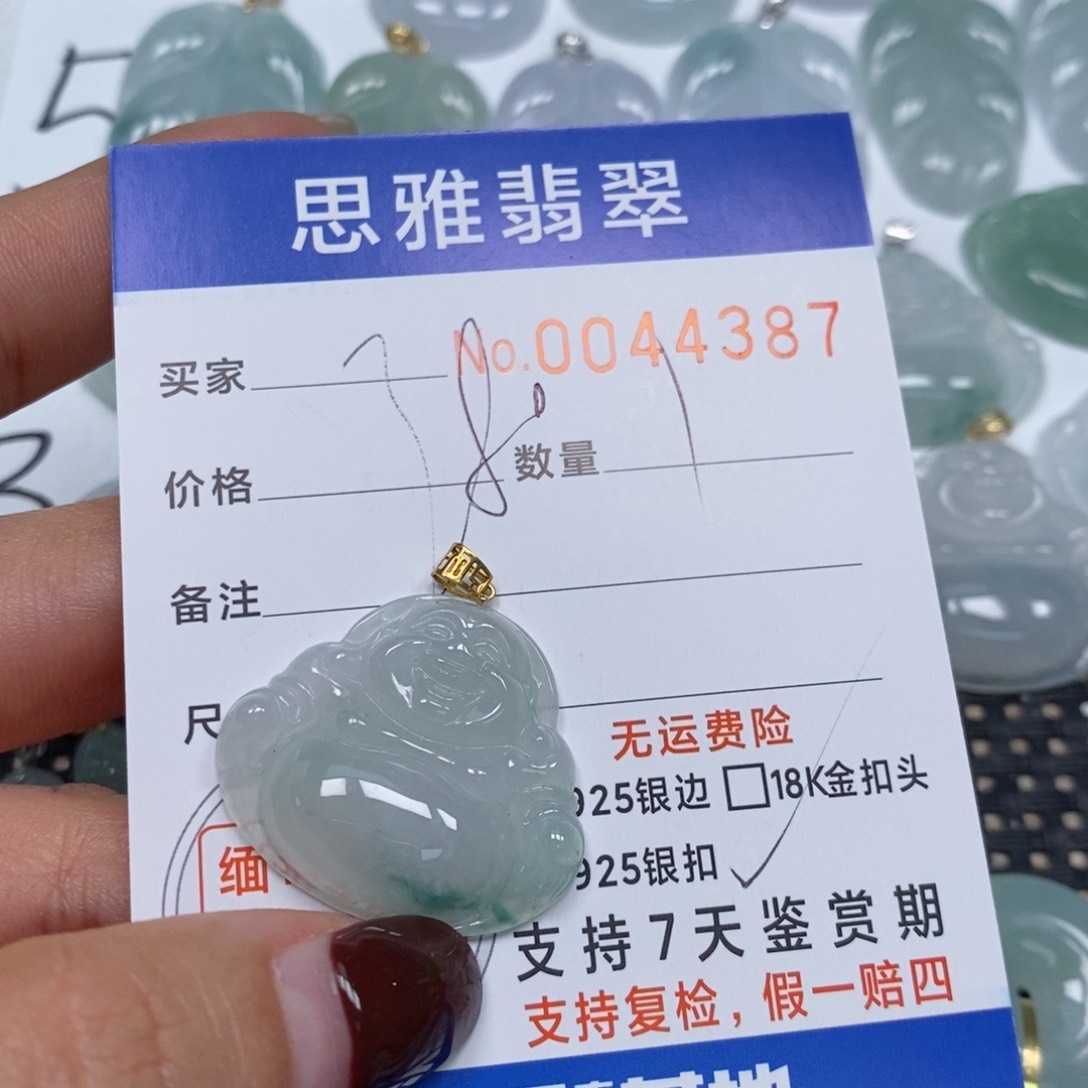 思雅翡翠
No.0044387
买家
价格 数量
备注
尺
无运费险
925银边 □18K金扣头
925银扣 ✓
缅
支持7天鉴赏期
支持复检，假一赔四
5
3